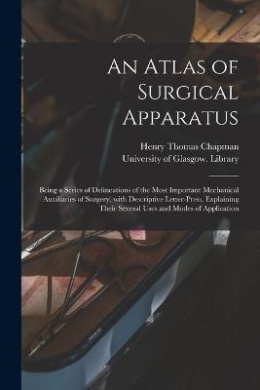 An Atlas of
Surgical
Apparatus
Henry Thomas Chapman
University of Glasgow. Library
Being a Series of Delineations of the Most Important Mechanical
Auxiliaries of Surgery, with Descriptive Letter-Press, Explaining
Their Several Uses and Modes of Application